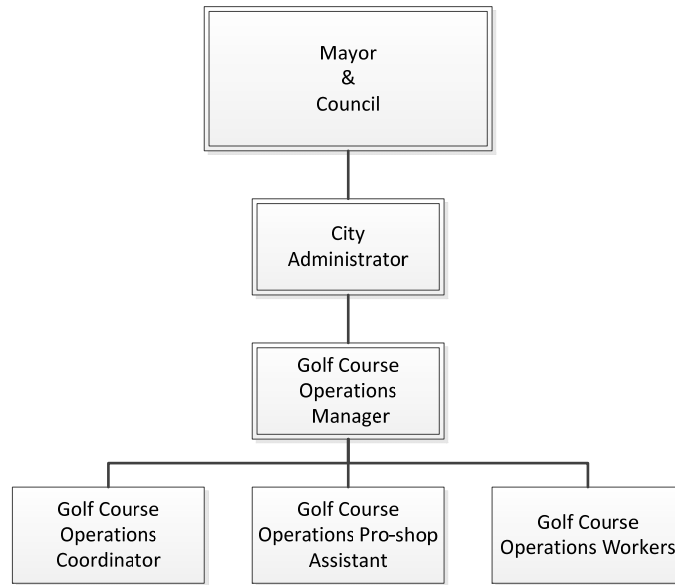 Mayor
&
Council
City
Administrator
Golf Course
Operations
Manager
Golf Course
Operations
Coordinator
Golf Course
Operations Pro-shop
Assistant
Golf Course
Operations Workers